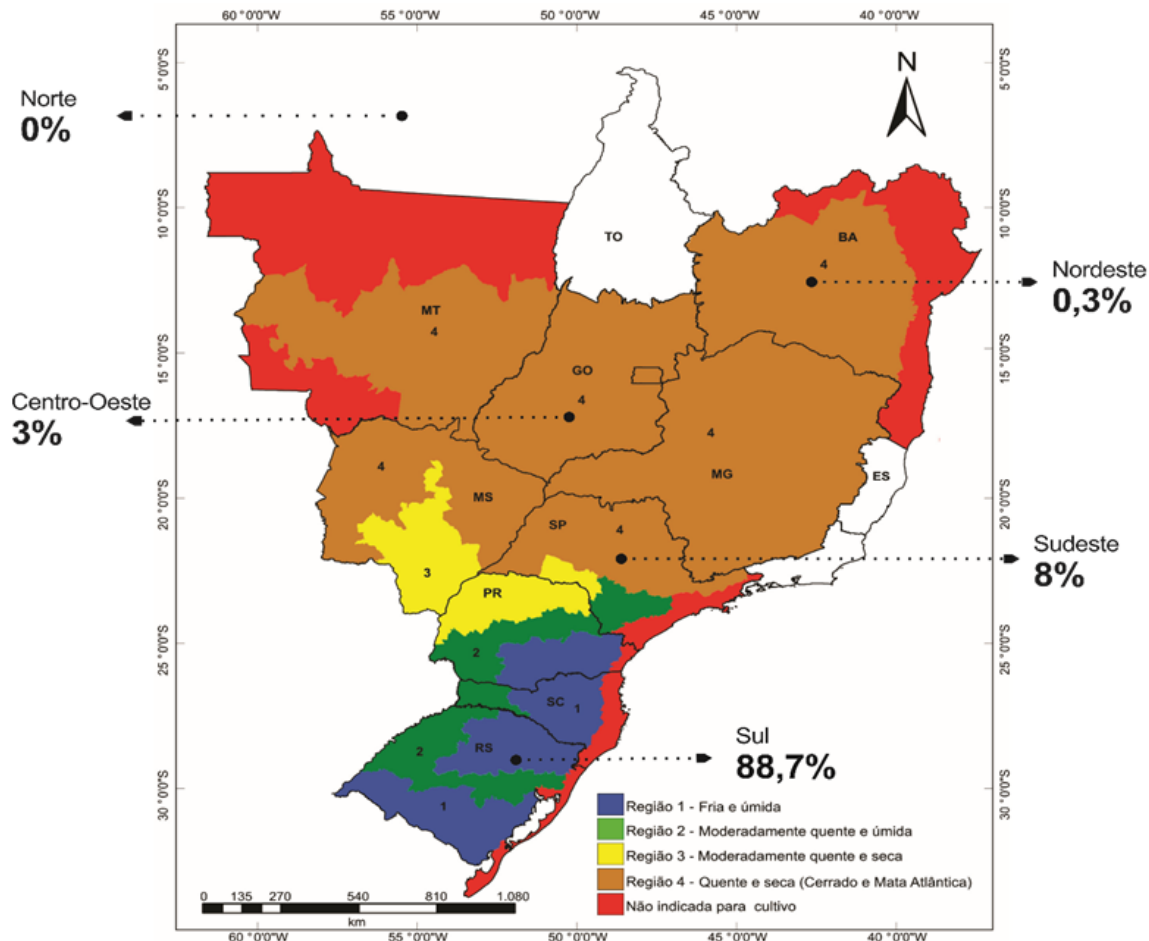 60 °0'0"S
55 °0'0"S
50 °0'0"S
45 °0'0"S
40 °0'0"S
5 °0'0"S
10 °0'0"S
15 °0'0"S
20 °0'0"S
25 °0'0"S
30 °0'0"S
5 °0'0"S
10 °0'0"S
15 °0'0"S
20 °0'0"S
25 °0'0"S
30 °0'0"S
N
Norte
0%
TO
BA
4
Nordeste
0,3%
MT
4
GO
4
Centro-Oeste
3%
4
MG
ES
4
MS
SP
4
Sudeste
8%
3
PR
2
SC
1
2
RS
Sul
88,7%
1
Região 1 - Fria e úmida
Região 2 - Moderadamente quente e úmida
Região 3 - Moderadamente quente e seca
Região 4 - Quente e seca (Cerrado e Mata Atlântica)
Não indicada para cultivo
0 135 270 540 810 1.080
km
60 °0'0"W
55 °0'0"W
50 °0'0"W
45 °0'0"W
40 °0'0"W